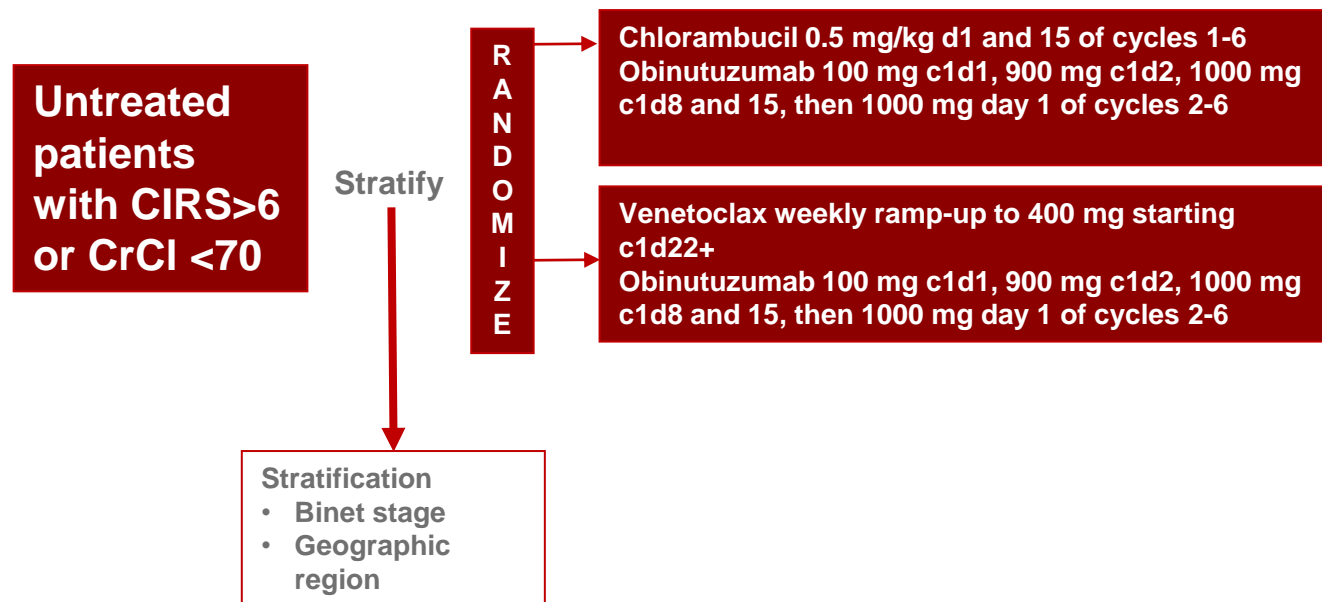 Untreated
patients
with CIRS>6
or CrCl <70
Stratify
R
A
N
D
O
M
I
Z
E
Chlorambucil 0.5 mg/kg d1 and 15 of cycles 1-6
Obinutuzumab 100 mg c1d1, 900 mg c1d2, 1000 mg
c1d8 and 15, then 1000 mg day 1 of cycles 2-6
Venetoclax weekly ramp-up to 400 mg starting
c1d22+
Obinutuzumab 100 mg c1d1, 900 mg c1d2, 1000 mg
c1d8 and 15, then 1000 mg day 1 of cycles 2-6
Stratification
• Binet stage
• Geographic
region